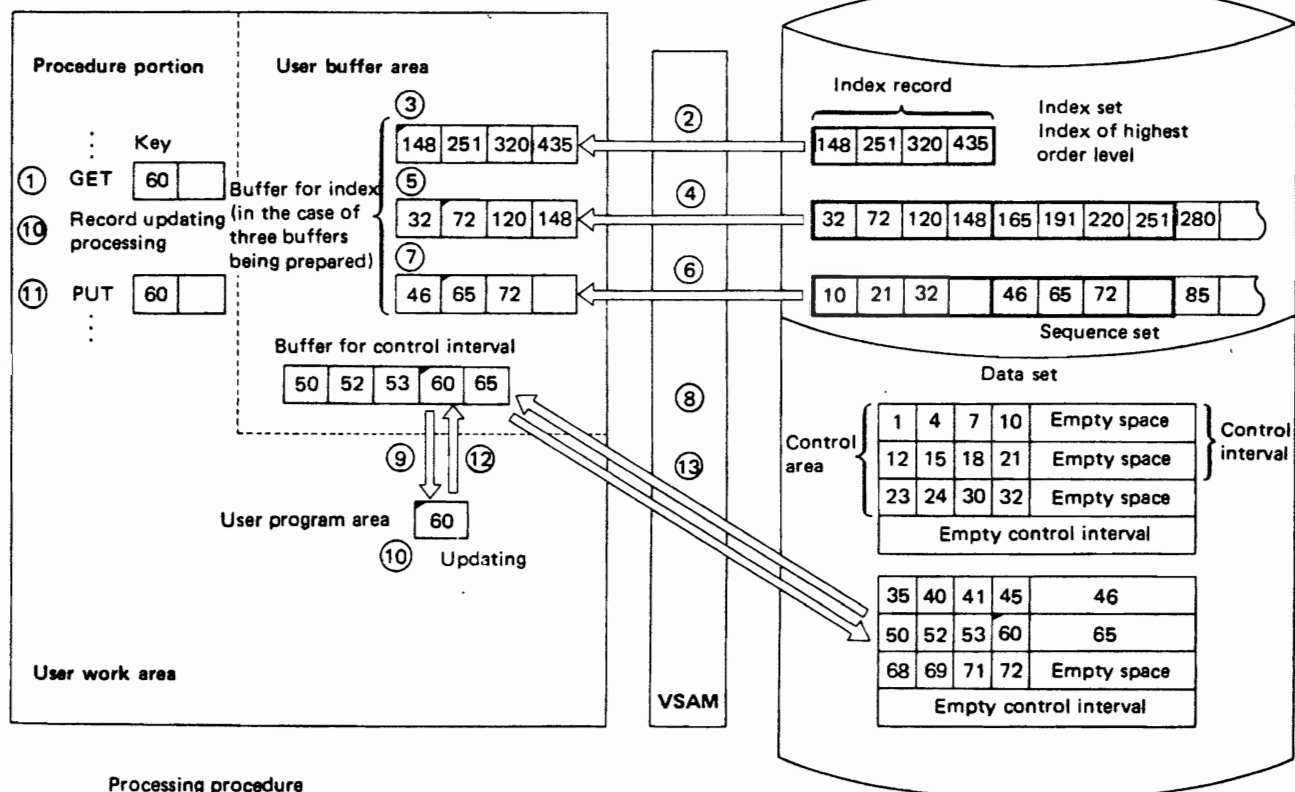 Procedure portion
User buffer area
Index record
Index set
Index of highest
order level
③
②
148 251 320 435
148 251 320 435
Key
① GET 60
⑤
④
Buffer for index
(in the case of
three buffers
being prepared)
32 72 120 148
32 72 120 148 165 191 220 251 280
⑩ Record updating
processing
⑦
⑥
⑪ PUT 60
46 65 72
10 21 32 46 65 72 85
Sequence set
Buffer for control interval
50 52 53 60 65
Data set
⑧
⑨ ⑫
⑬
Control
area
1 4 7 10 Empty space
12 15 18 21 Empty space
23 24 30 32 Empty space
Empty control interval
Control
interval
User program area 60
⑩ Updating
35 40 41 45 46
50 52 53 60 65
68 69 71 72 Empty space
Empty control interval
User work area
VSAM
Processing procedure